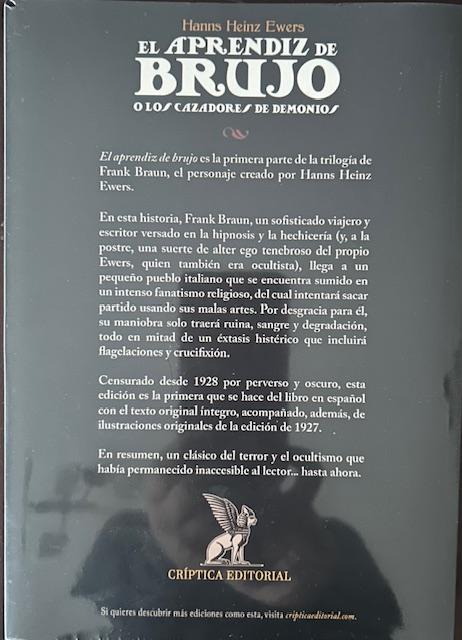 Hanns Heinz Ewers
EL APRENDIZ DE
BRUJO
O LOS CAZADORES DE DEMONIOS
El aprendiz de brujo es la primera parte de la trilogía de
Frank Braun, el personaje creado por Hanns Heinz
Ewers.
En esta historia, Frank Braun, un sofisticado viajero y
escritor versado en la hipnosis y la hechicería (y, a la
postre, una suerte de alter ego tenebroso del propio
Ewers, quien también era ocultista), llega a un
pequeño pueblo italiano que se encuentra sumido en
un intenso fanatismo religioso, del cual intentará sacar
partido usando sus malas artes. Por desgracia para él,
su maniobra solo traerá ruina, sangre y degradación,
todo en mitad de un éxtasis histérico que incluirá
flagelaciones y crucifixión.
Censurado desde 1928 por perverso y oscuro, esta
edición es la primera que se hace del libro en español
con el texto original íntegro, acompañado, además, de
ilustraciones originales de la edición de 1927.
En resumen, un clásico del terror y el ocultismo que
había permanecido inaccesible al lector... hasta ahora.
CRÍPTICA EDITORIAL
Si quieres descubrir más ediciones como esta, visita cripticaeditorial.com.